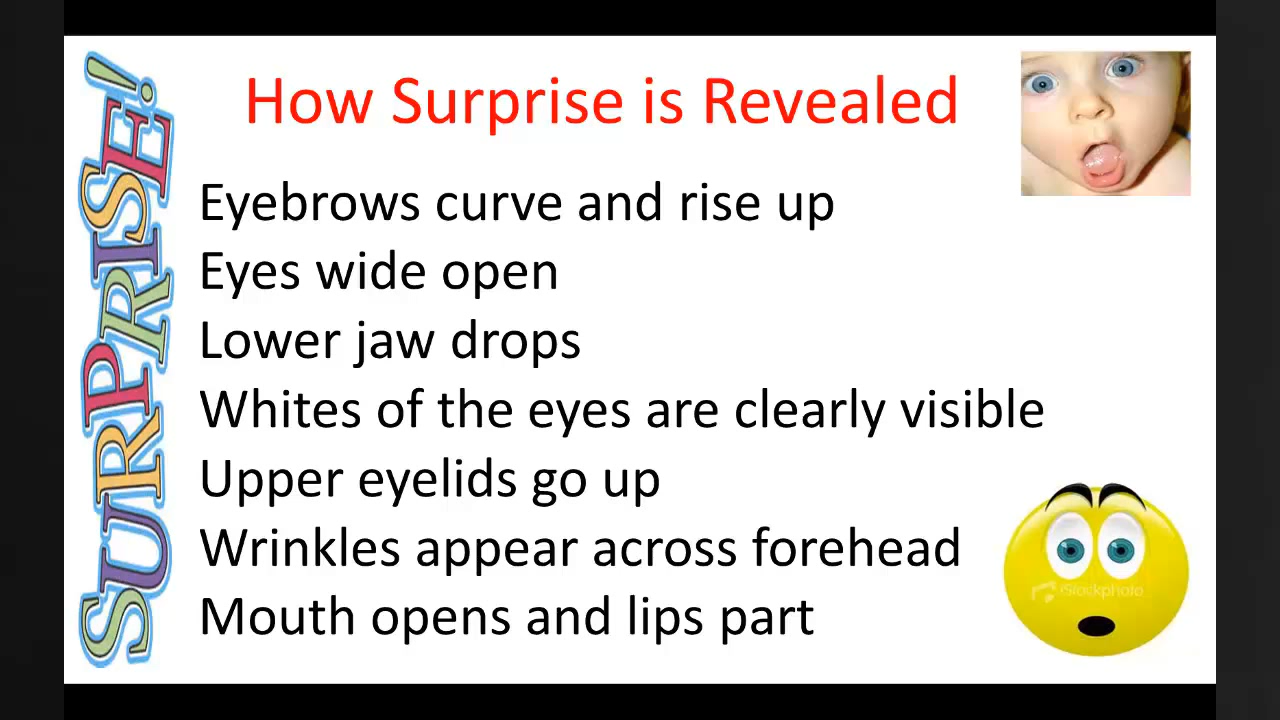 SURPRISE!
How Surprise is Revealed
Eyebrows curve and rise up
Eyes wide open
Lower jaw drops
Whites of the eyes are clearly visible
Upper eyelids go up
Wrinkles appear across forehead
Mouth opens and lips part
iStockphoto